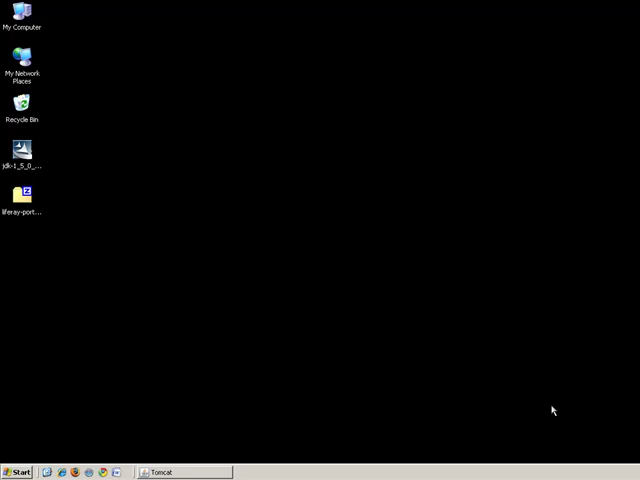 My Computer
My Network
Places
Recycle Bin
jdk-1_5_0_...
liferay-port...
Start
Tomcat